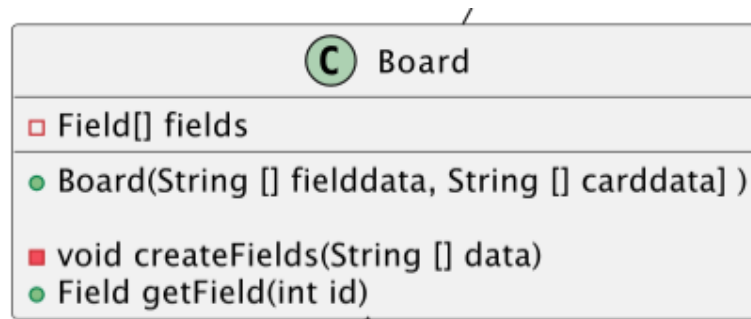 C Board
Field[] fields
Board(String [] fielddata, String [] carddata] )
void createFields(String [] data)
Field getField(int id)